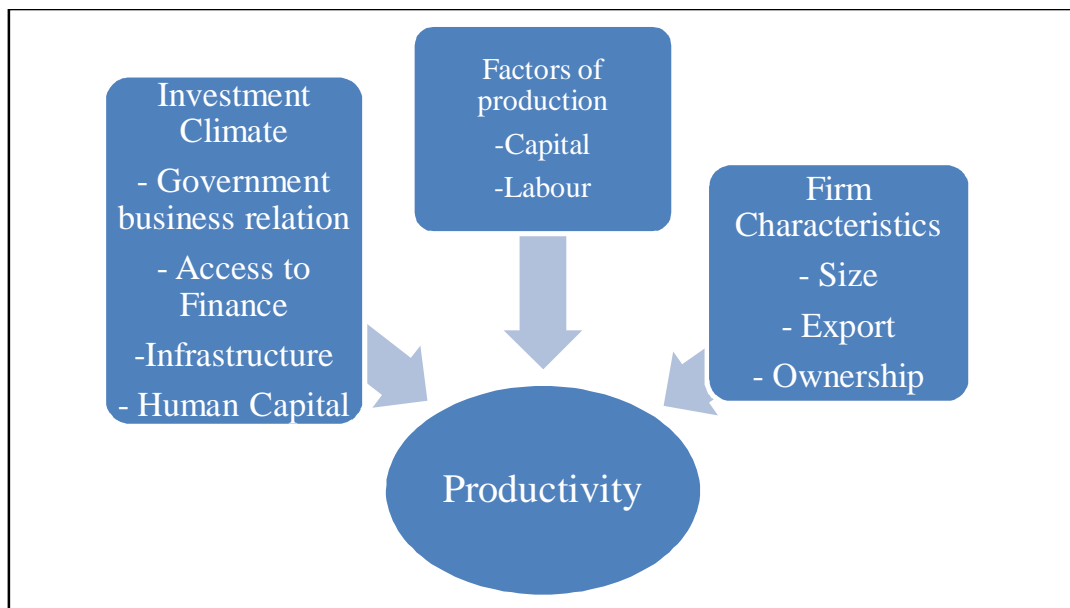 Investment
Climate
- Government
business relation
- Access to
Finance
-Infrastructure
- Human Capital
Factors of
production
-Capital
-Labour
Firm
Characteristics
- Size
- Export
- Ownership
Productivity